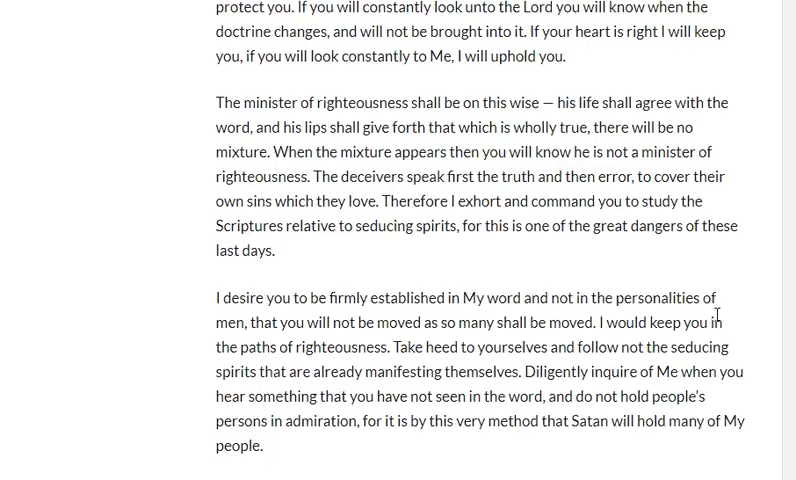 protect you. If you will constantly look unto the Lord you will know when the
doctrine changes, and will not be brought into it. If your heart is right I will keep
you, if you will look constantly to Me, I will uphold you.
The minister of righteousness shall be on this wise — his life shall agree with the
word, and his lips shall give forth that which is wholly true, there will be no
mixture. When the mixture appears then you will know he is not a minister of
righteousness. The deceivers speak first the truth and then error, to cover their
own sins which they love. Therefore I exhort and command you to study the
Scriptures relative to seducing spirits, for this is one of the great dangers of these
last days.
I desire you to be firmly established in My word and not in the personalities of
men, that you will not be moved as so many shall be moved. I would keep you in
the paths of righteousness. Take heed to yourselves and follow not the seducing
spirits that are already manifesting themselves. Diligently inquire of Me when you
hear something that you have not seen in the word, and do not hold people's
persons in admiration, for it is by this very method that Satan will hold many of My
people.